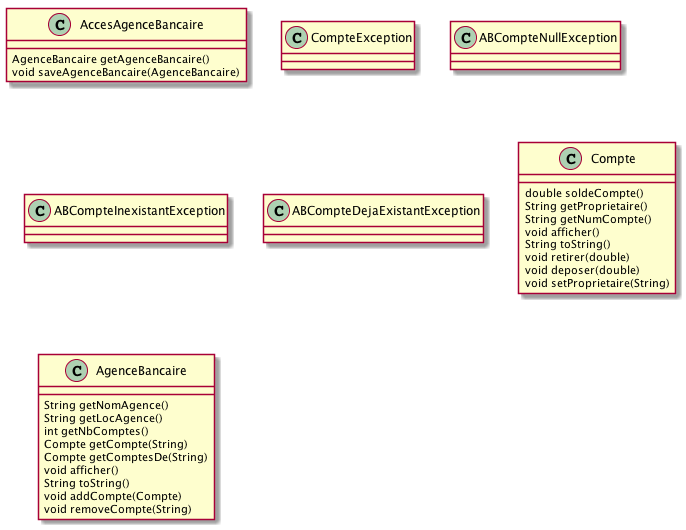 C AccesAgenceBancaire
AgenceBancaire getAgenceBancaire()
void saveAgenceBancaire(AgenceBancaire)
C CompteException
C ABCompteNullException
C ABCompteInexistantException
C ABCompteDejaExistantException
C Compte
double soldeCompte()
String getProprietaire()
String getNumCompte()
void afficher()
String toString()
void retirer(double)
void deposer(double)
void setProprietaire(String)
C AgenceBancaire
String getNomAgence()
String getLocAgence()
int getNbComptes()
Compte getCompte(String)
Compte getComptesDe(String)
void afficher()
String toString()
void addCompte(Compte)
void removeCompte(String)